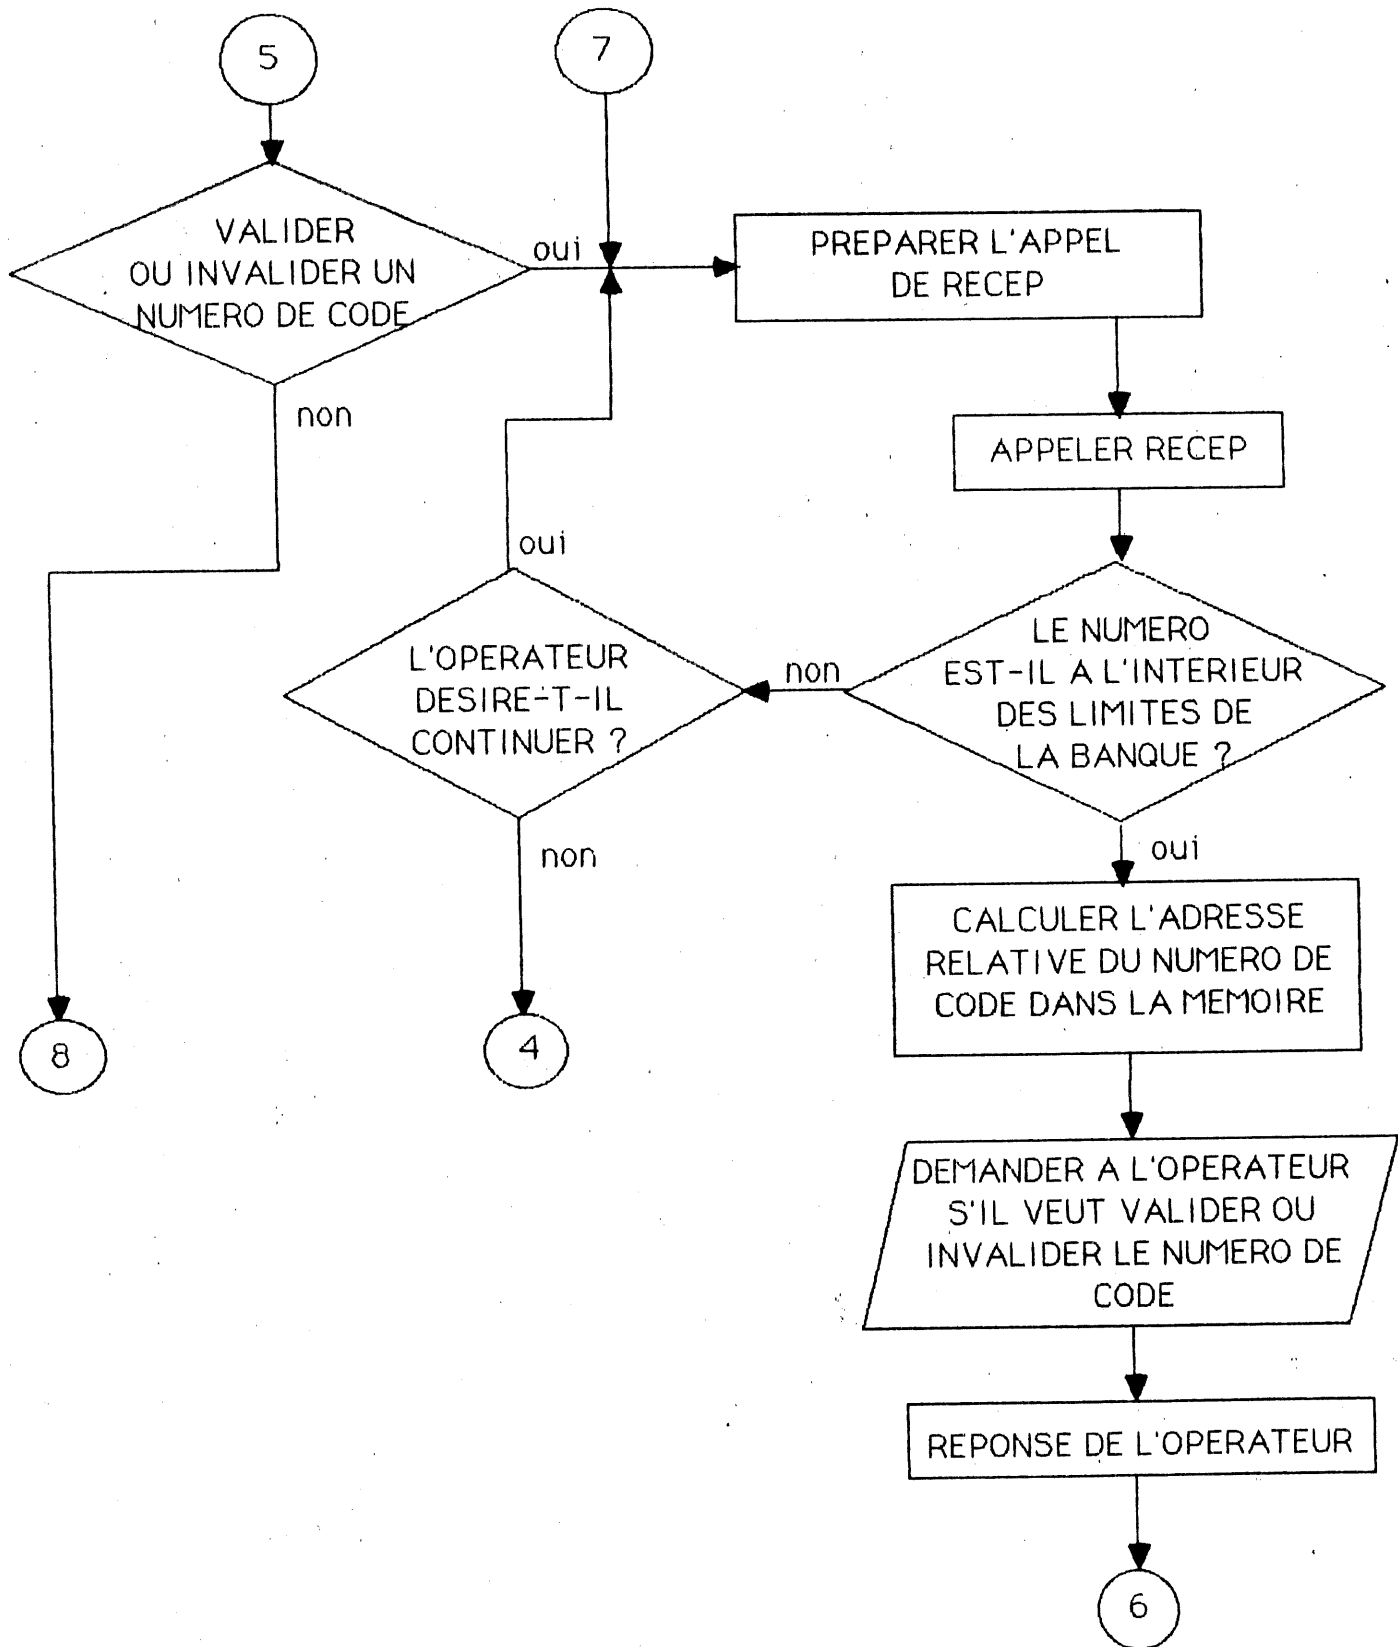 5
7
VALIDER
OU INVALIDER UN
NUMERO DE CODE
oui
non
PREPARER L'APPEL
DE RECEP
APPELER RECEP
oui
L'OPERATEUR
DESIRE-T-IL
CONTINUER ?
non
non
LE NUMERO
EST-IL A L'INTERIEUR
DES LIMITES DE
LA BANQUE ?
oui
CALCULER L'ADRESSE
RELATIVE DU NUMERO DE
CODE DANS LA MEMOIRE
8
4
DEMANDER A L'OPERATEUR
S'IL VEUT VALIDER OU
INVALIDER LE NUMERO DE
CODE
REPONSE DE L'OPERATEUR
6